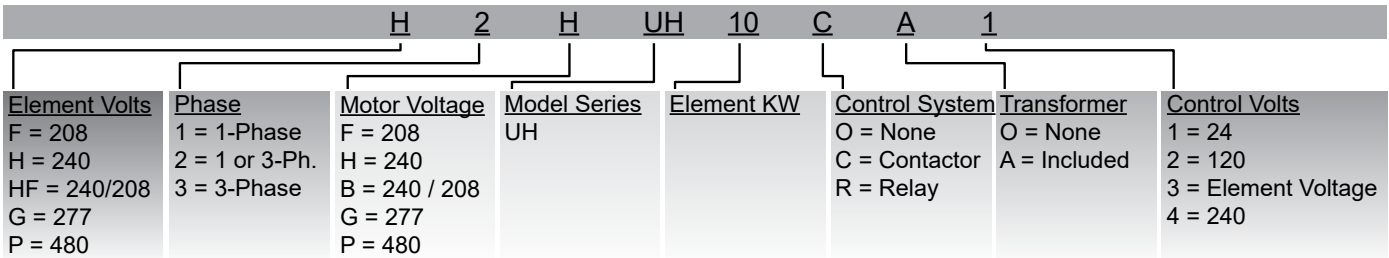 H 2 H UH 10 C A 1
Element Volts
F = 208
H = 240
HF = 240/208
G = 277
P = 480
Phase
1 = 1-Phase
2 = 1 or 3-Ph.
3 = 3-Phase
Motor Voltage
F = 208
H = 240
B = 240 / 208
G = 277
P = 480
Model Series
UH
Element KW
Control System
O = None
C = Contactor
R = Relay
Transformer
O = None
A = Included
Control Volts
1 = 24
2 = 120
3 = Element Voltage
4 = 240